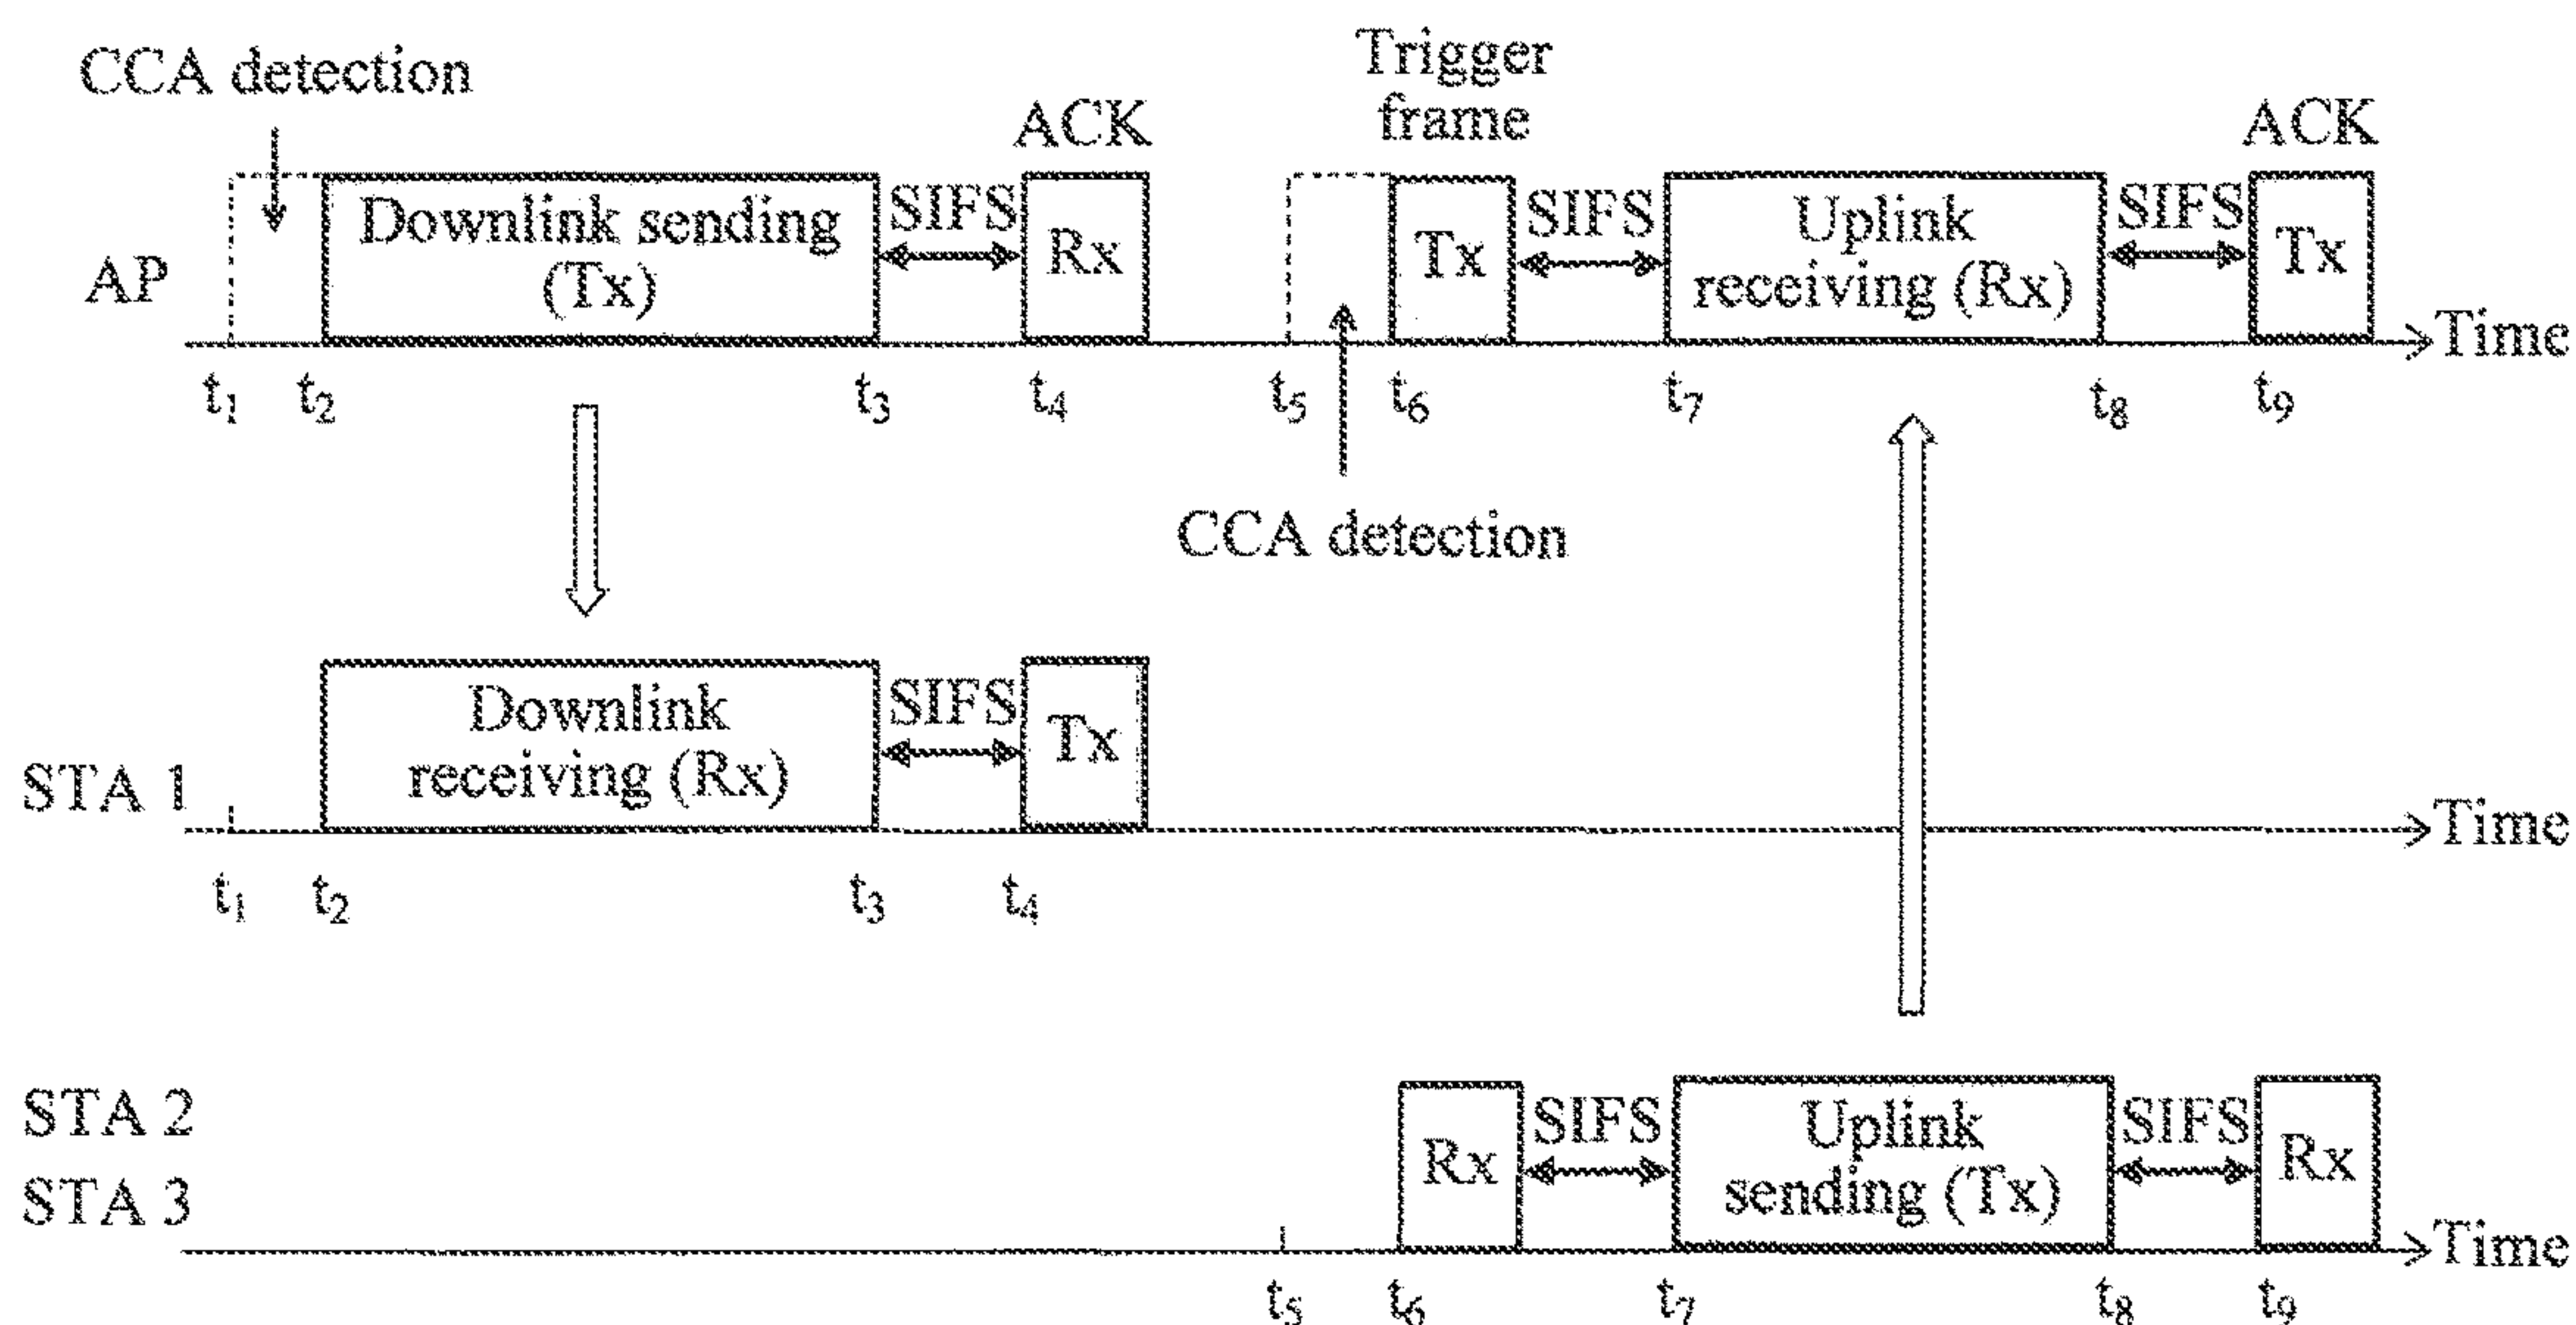 CCA detection
Trigger
frame
ACK
ACK
AP
Downlink sending
(Tx)
SIFS
Rx
Tx
SIFS
Uplink
receiving (Rx)
SIFS
Tx
Time
t1
t2
t3
t4
t5
t6
t7
t8
t9
CCA detection
STA 1
Downlink
receiving (Rx)
SIFS
Tx
Time
t1
t2
t3
t4
STA 2
STA 3
Rx
SIFS
Uplink
sending (Tx)
SIFS
Rx
Time
t5
t6
t7
t8
t9